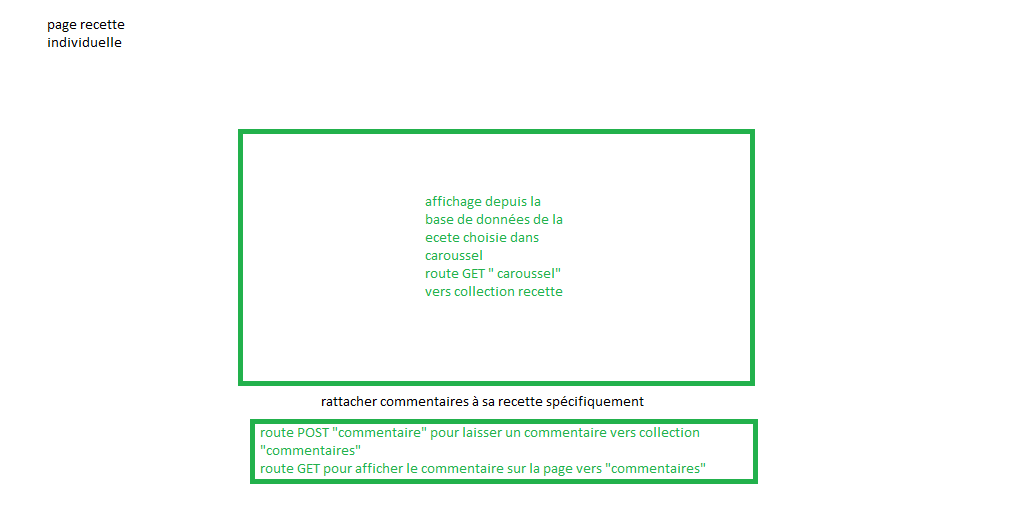 page recette
individuelle
affichage depuis la
base de données de la
ecete choisie dans
caroussel
route GET " caroussel"
vers collection recette
rattacher commentaires à sa recette spécifiquement
route POST "commentaire" pour laisser un commentaire vers collection
"commentaires"
route GET pour afficher le commentaire sur la page vers "commentaires"